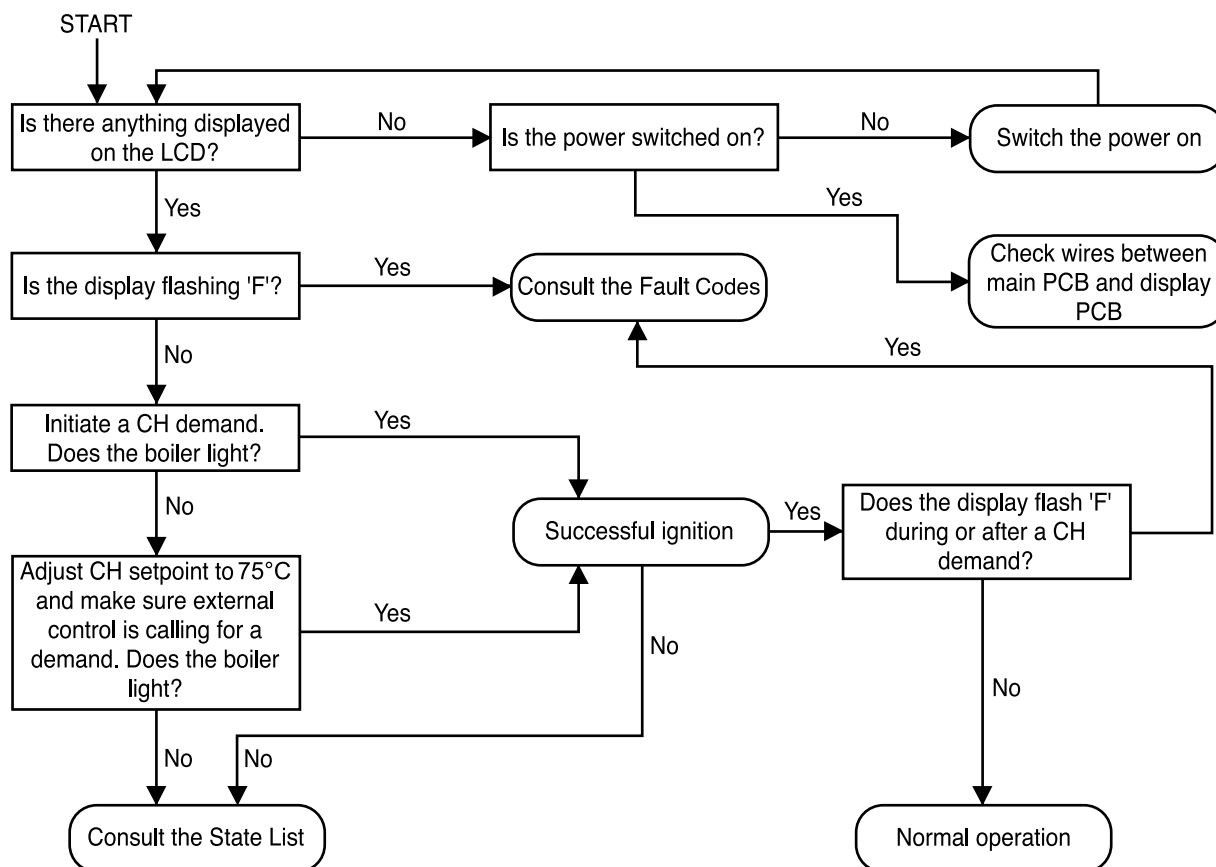 START
Is there anything displayed
on the LCD?
No
Is the power switched on?
No
Switch the power on
Yes
Yes
Check wires between
main PCB and display
PCB
Is the display flashing 'F'?
Yes
Consult the Fault Codes
No
Yes
Initiate a CH demand.
Does the boiler light?
Yes
No
Successful ignition
Yes
Does the display flash 'F'
during or after a CH
demand?
Adjust CH setpoint to 75°C
and make sure external
control is calling for a
demand. Does the boiler
light?
Yes
No
No
No
No
Consult the State List
Normal operation